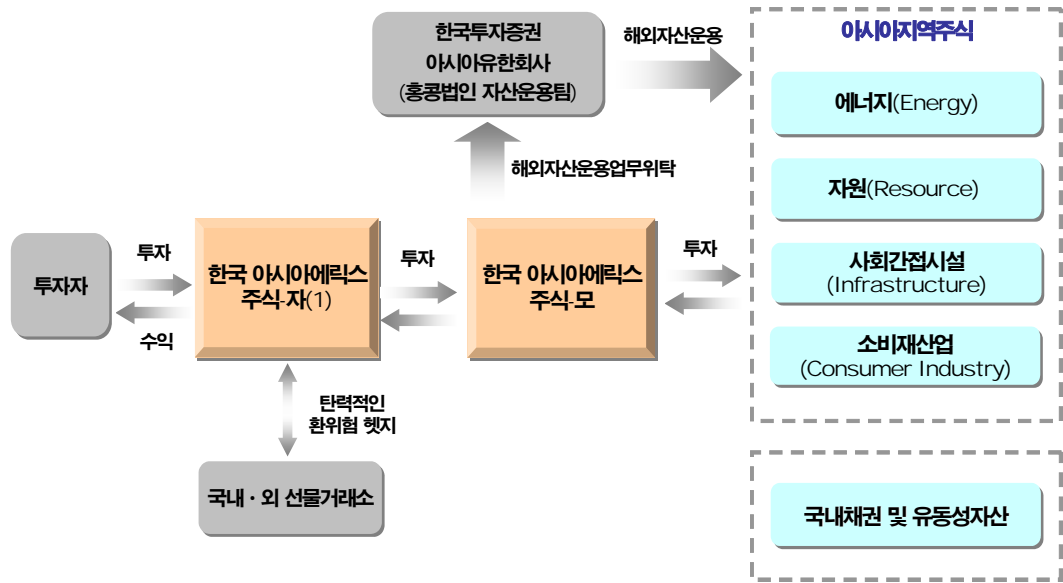 한국투자증권
아시아유한회사
(홍콩법인 자산운용팀)
해외자산운용
아시아지역주식
에너지(Energy)
자원(Resource)
사회간접시설
(Infrastructure)
소비재산업
(Consumer Industry)
해외자산운용업무위탁
투자자
투자
수익
한국 아시아에릭스
주식-자(1)
투자
한국 아시아에릭스
주식-모
투자
탄력적인
환위험 헷지
국내 · 외 선물거래소
국내채권 및 유동성자산